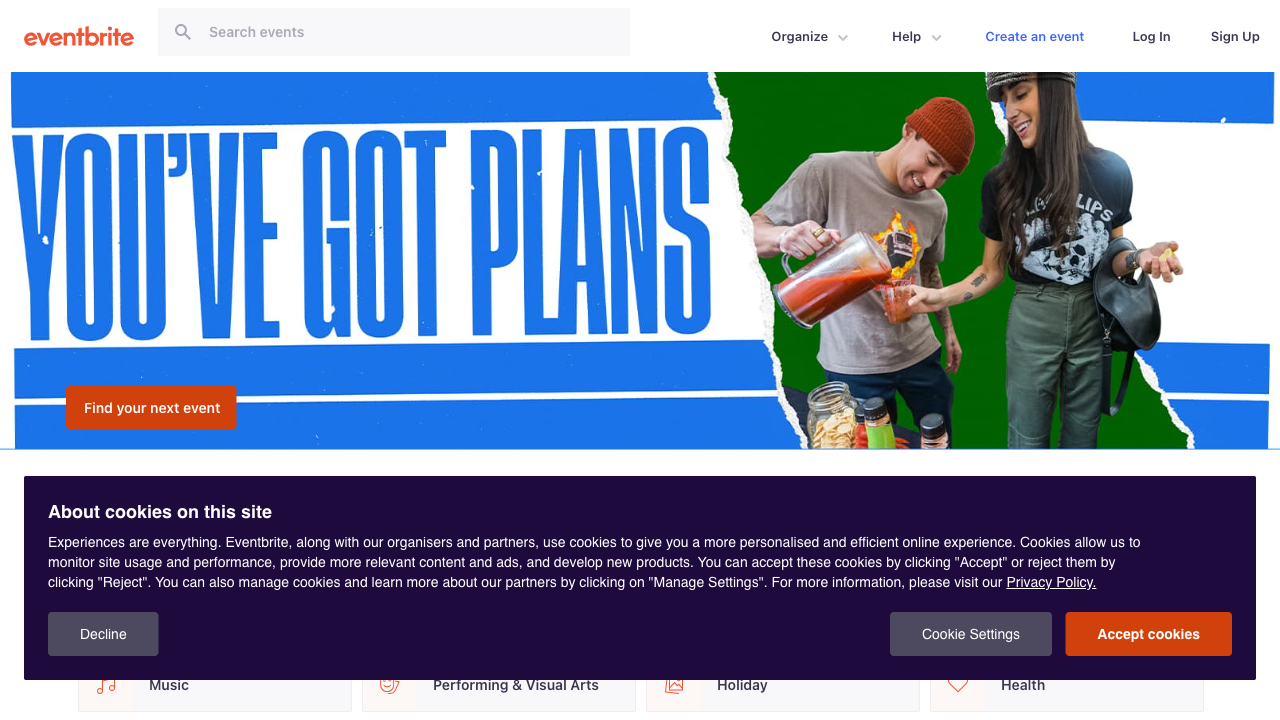 eventbrite
Search events
Organize
Help
Create an event
Log In
Sign Up
YOU'VE GOT PLANS
LIPS
Find your next event
About cookies on this site
Experiences are everything. Eventbrite, along with our organisers and partners, use cookies to give you a more personalised and efficient online experience. Cookies allow us to
monitor site usage and performance, provide more relevant content and ads, and develop new products. You can accept these cookies by clicking "Accept" or reject them by
clicking "Reject". You can also manage cookies and learn more about our partners by clicking on "Manage Settings". For more information, please visit our Privacy Policy.
Decline
Cookie Settings
Accept cookies
Music
Performing & Visual Arts
Holiday
Health